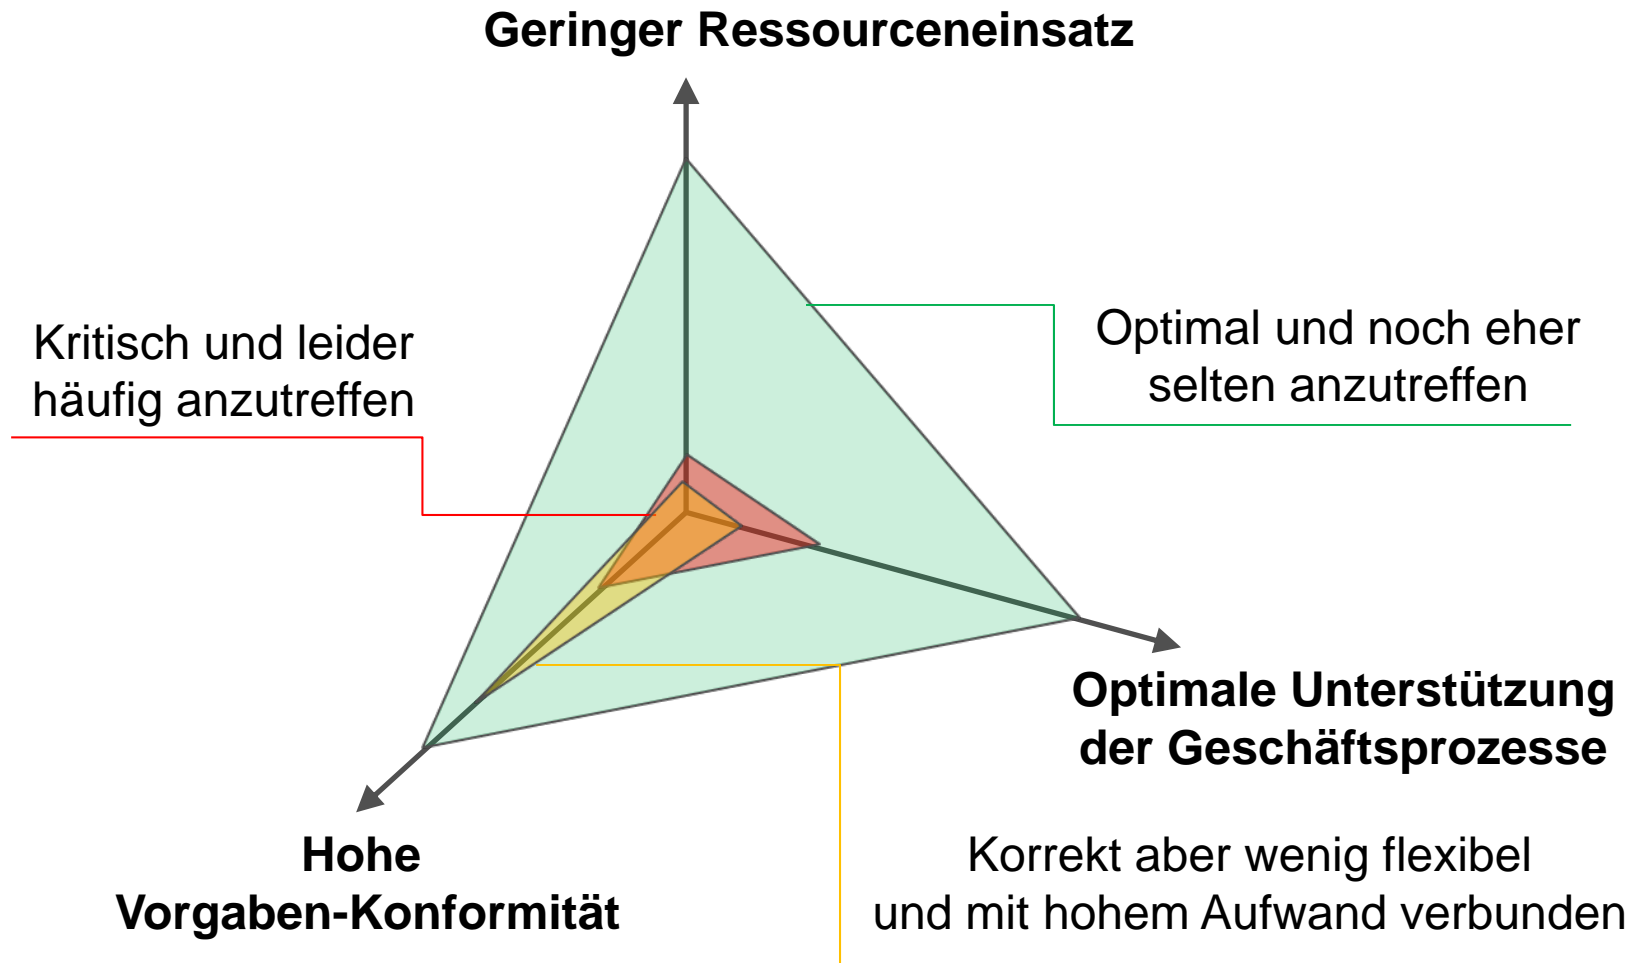 Geringer Ressourceneinsatz
Kritisch und leider
häufig anzutreffen
Optimal und noch eher
selten anzutreffen
Optimale Unterstützung
der Geschäftsprozesse
Hohe
Vorgaben-Konformität
Korrekt aber wenig flexibel
und mit hohem Aufwand verbunden